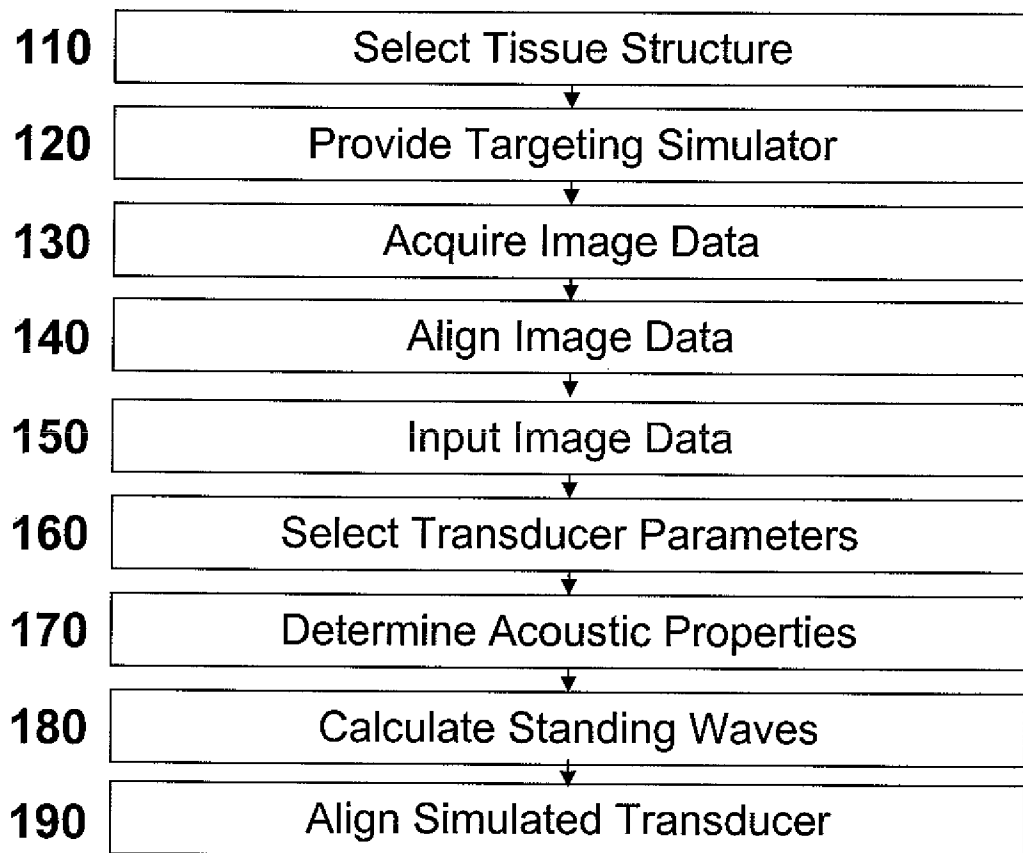 110 Select Tissue Structure
120 Provide Targeting Simulator
130 Acquire Image Data
140 Align Image Data
150 Input Image Data
160 Select Transducer Parameters
170 Determine Acoustic Properties
180 Calculate Standing Waves
190 Align Simulated Transducer